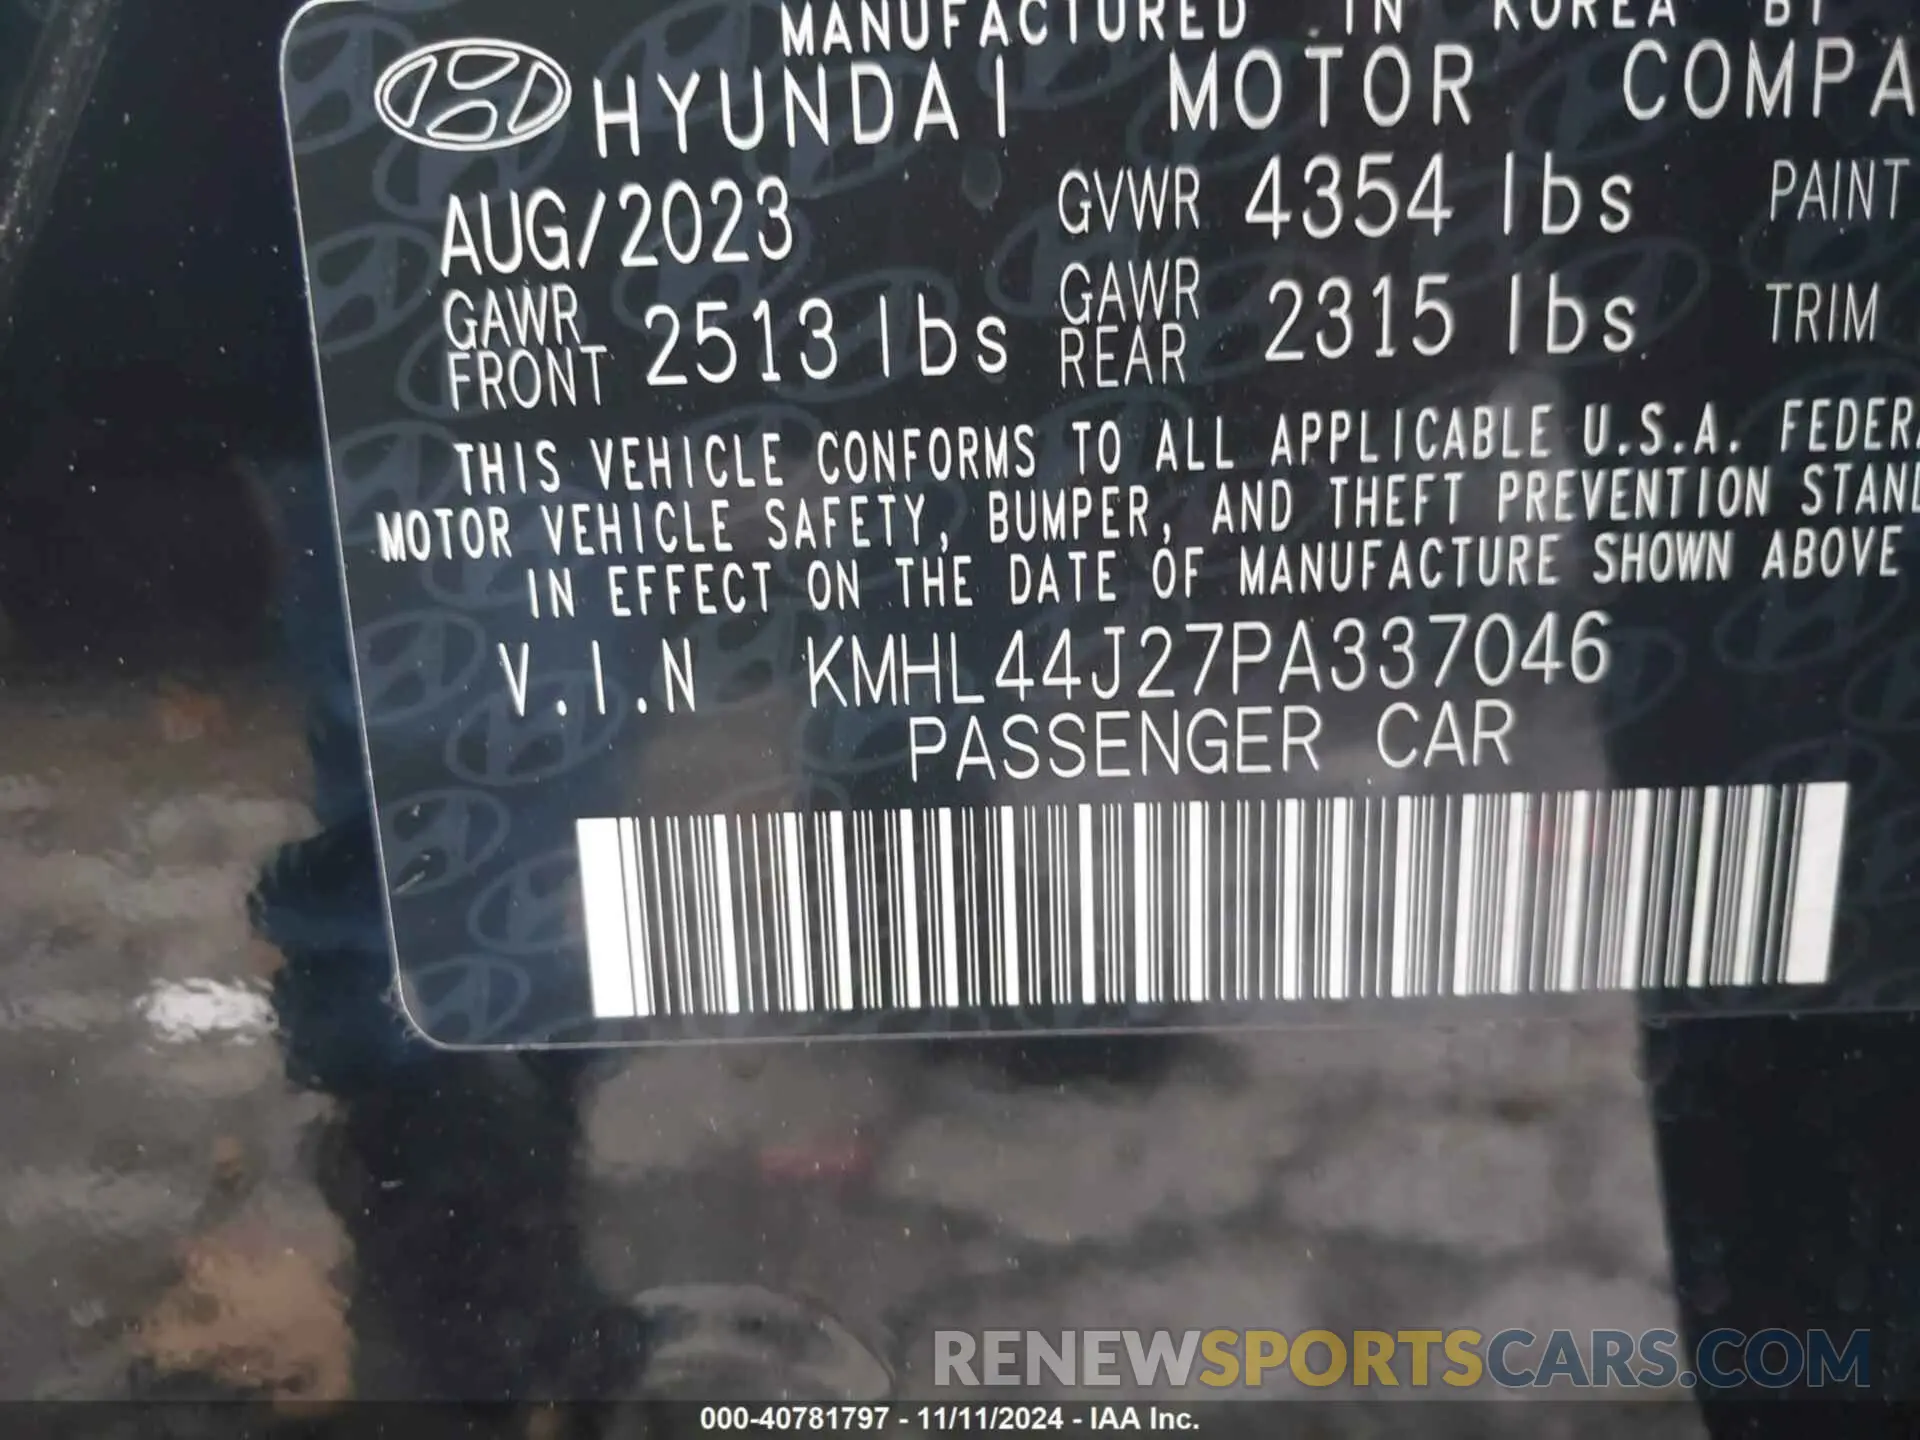 MANUFACTURED IN KOREA BY
HYUNDAI MOTOR COMPA
AUG/2023 GVWR 4354 lbs PAINT
GAWR FRONT 2513 lbs GAWR REAR 2315 lbs TRIM
THIS VEHICLE CONFORMS TO ALL APPLICABLE U.S.A. FEDERA
MOTOR VEHICLE SAFETY, BUMPER, AND THEFT PREVENTION STAND
IN EFFECT ON THE DATE OF MANUFACTURE SHOWN ABOVE
V.I.N KMHL44J27PA337046
PASSENGER CAR
RENEWSPORTSCARS.COM
000-40781797 - 11/11/2024 - IAA Inc.